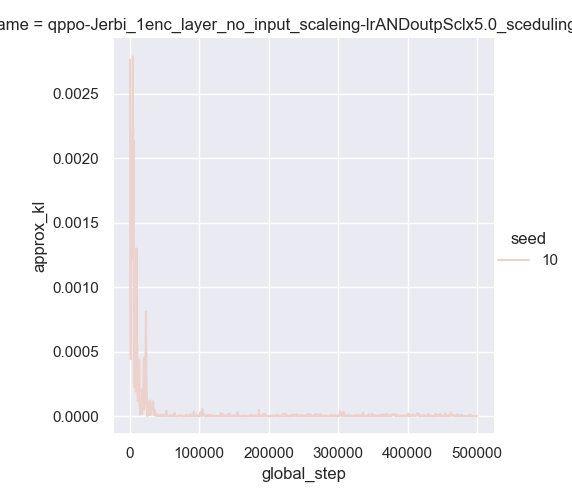 ame = qppo-Jerbi_1enc_layer_no_input_scaleing-lrANDoutpSclx5.0_sceduling
0.0025
0.0020
0.0015
0.0010
0.0005
0.0000
approx_kl
0 100000 200000 300000 400000 500000
global_step
seed
10